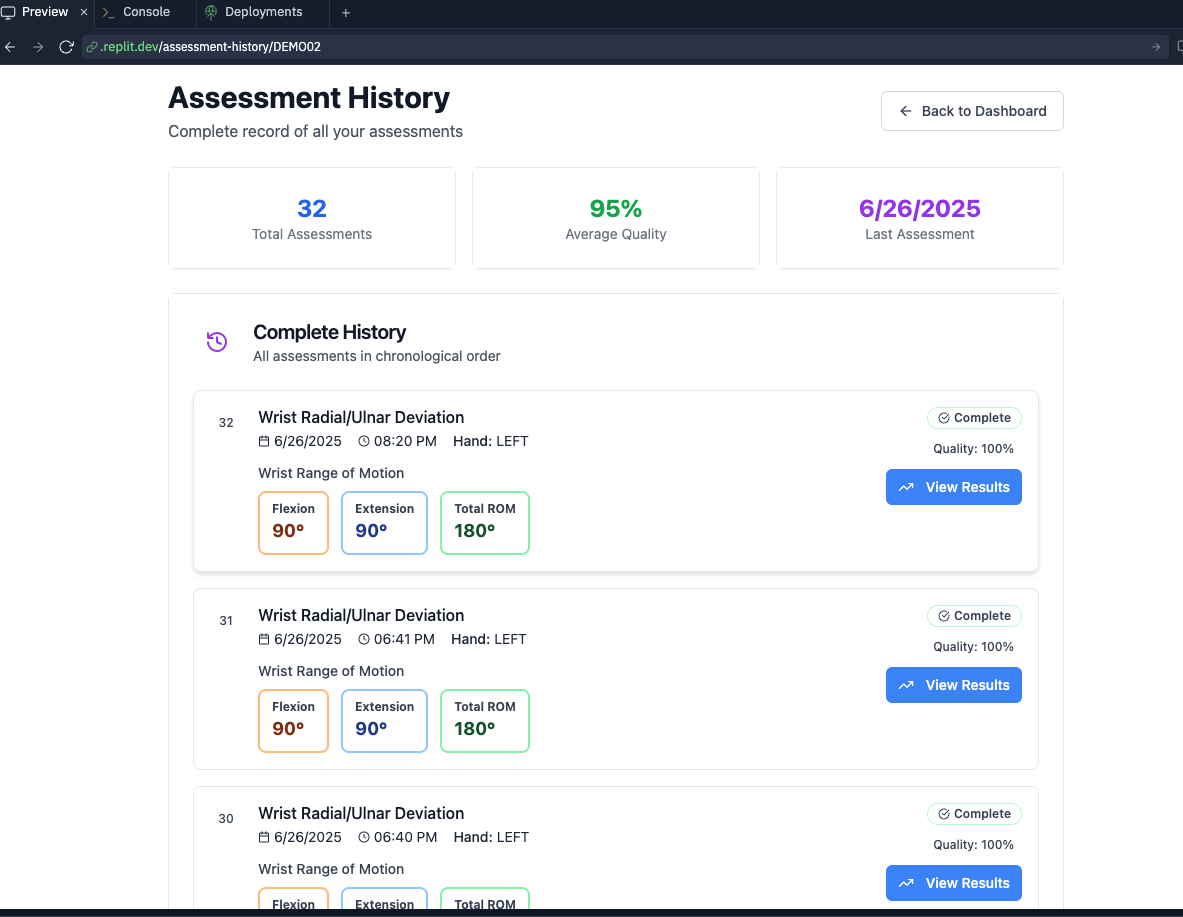 Preview
Console
Deployments
.replit.dev/assessment-history/DEMO02
Assessment History
Complete record of all your assessments
Back to Dashboard
32
Total Assessments
95%
Average Quality
6/26/2025
Last Assessment
Complete History
All assessments in chronological order
32
Wrist Radial/Ulnar Deviation
6/26/2025 08:20 PM Hand: LEFT
Complete
Quality: 100%
View Results
Wrist Range of Motion
Flexion
90°
Extension
90°
Total ROM
180°
31
Wrist Radial/Ulnar Deviation
6/26/2025 06:41 PM Hand: LEFT
Complete
Quality: 100%
View Results
Wrist Range of Motion
Flexion
90°
Extension
90°
Total ROM
180°
30
Wrist Radial/Ulnar Deviation
6/26/2025 06:40 PM Hand: LEFT
Complete
Quality: 100%
View Results
Wrist Range of Motion
Flexion
Extension
Total ROM